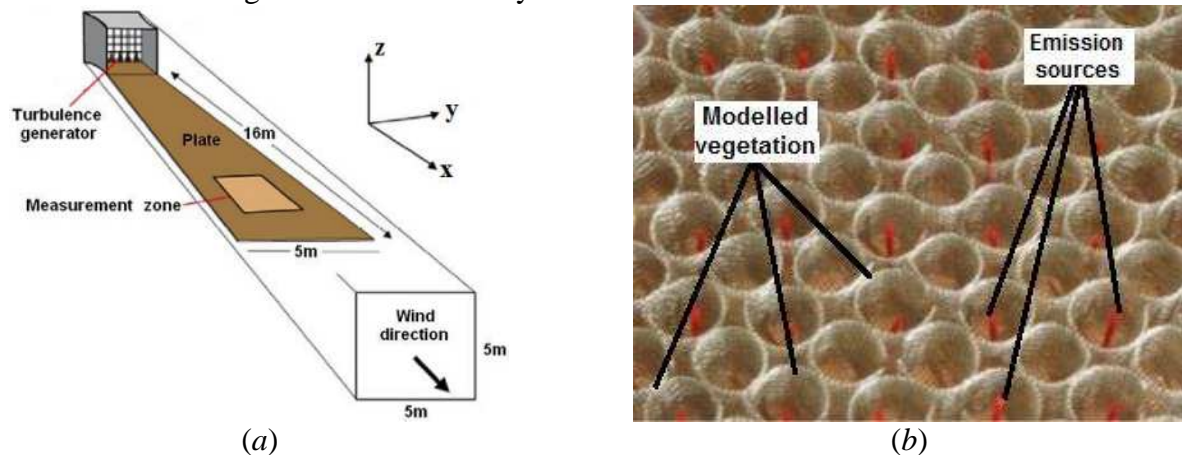 Turbulence
generator
Plate
16m
Measurement zone
5m
z
y
x
Wind
direction
5m
5m
(a)
Emission
sources
Modelled
vegetation
(b)